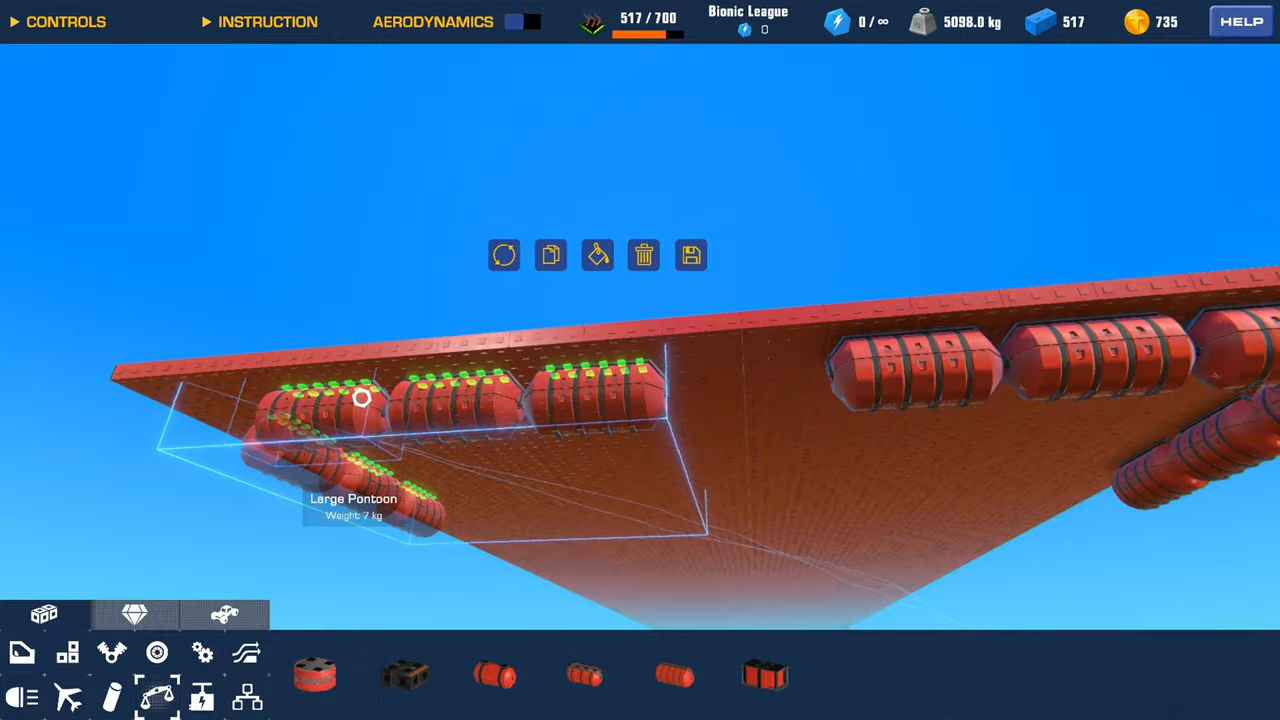 CONTROLS
INSTRUCTION
AERODYNAMICS
517 / 700
Bionic League
0
0 / ∞
5098.0 kg
517
735
HELP
Large Pontoon
Weight: 7 kg